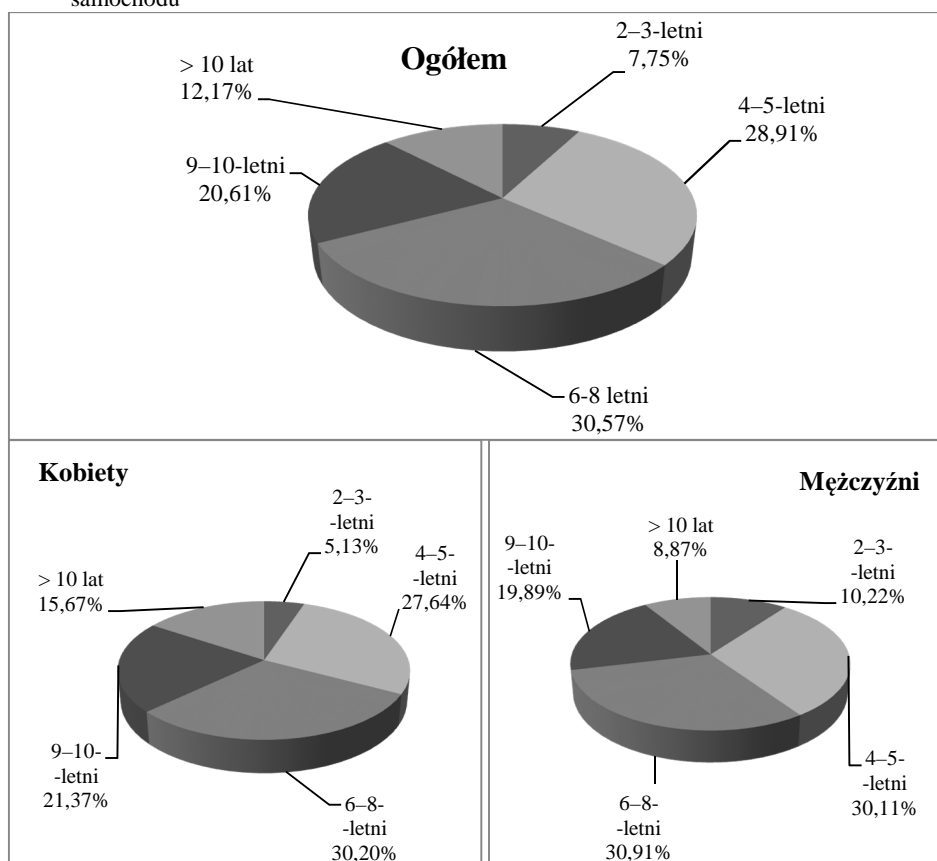 samochodu
Ogółem
2–3-letni
7,75%
> 10 lat
12,17%
4–5-letni
28,91%
9–10-letni
20,61%
6-8 letni
30,57%
Kobiety
2–3-
-letni
5,13%
4–5-
-letni
27,64%
> 10 lat
15,67%
9–10-
-letni
21,37%
6–8-
-letni
30,20%
Mężczyźni
> 10 lat
8,87%
9–10-
-letni
19,89%
2–3-
-letni
10,22%
4–5-
-letni
30,11%
6–8-
-letni
30,91%